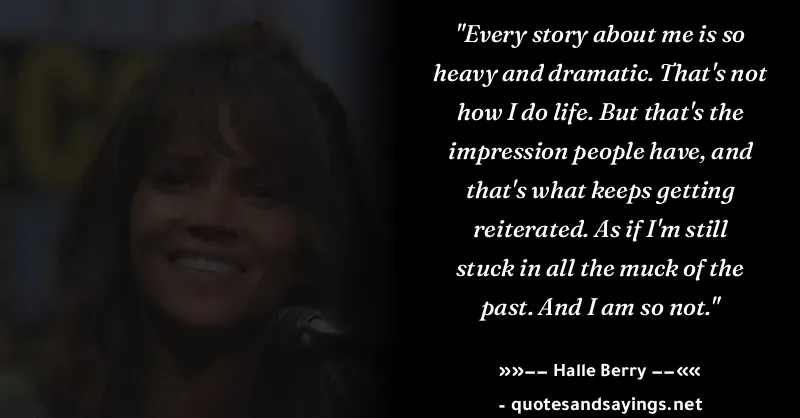 "Every story about me is so
heavy and dramatic. That's not
how I do life. But that's the
impression people have, and
that's what keeps getting
reiterated. As if I'm still
stuck in all the muck of the
past. And I am so not."
»»−− Halle Berry −−««
- quotesandsayings.net